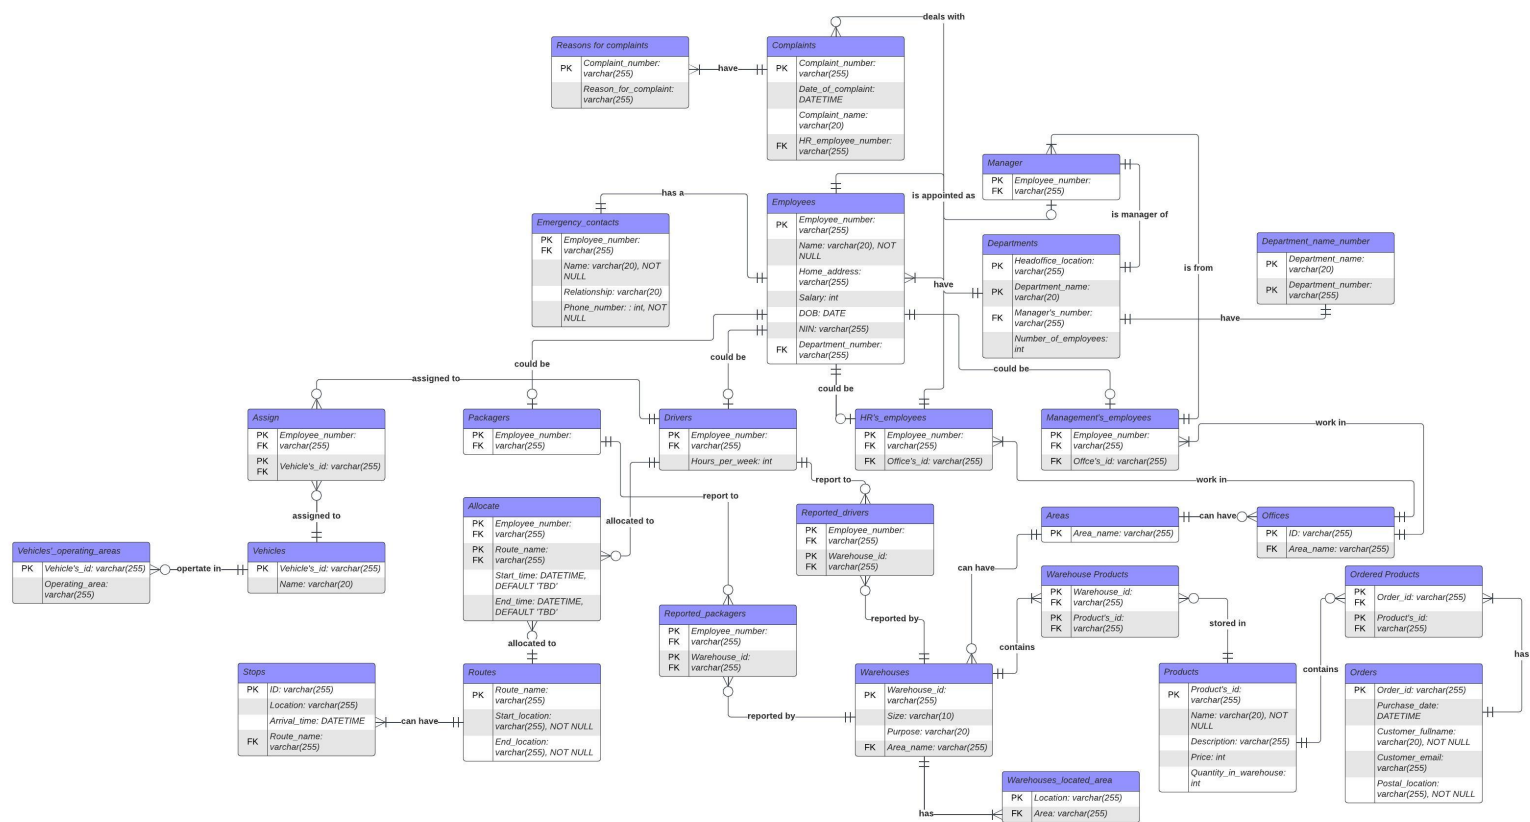 deals with
Reasons for complaints
PK Complaint_number:
varchar(255)
Reason_for_complaint:
varchar(255)
have
Complaints
PK Complaint_number:
varchar(255)
Date_of_complaint:
DATETIME
Complaint_name:
varchar(20)
FK HR_employee_number:
varchar(255)
Manager
PK Employee_number:
FK varchar(255)
is appointed as
is manager of
has a
Emergency_contacts
PK Employee_number:
FK varchar(255)
Name: varchar(20), NOT
NULL
Relationship: varchar(20)
Phone_number: : int, NOT
NULL
Employees
PK Employee_number:
varchar(255)
Name: varchar(20), NOT
NULL
Home_address:
varchar(255)
Salary: int
DOB: DATE
NIN: varchar(255)
FK Department_number:
varchar(255)
have
Departments
PK Headoffice_location:
varchar(255)
PK Department_name:
varchar(20)
FK Manager's_number:
varchar(255)
Number_of_employees:
int
is from
Department_name_number
PK Department_name:
varchar(20)
PK Department_number:
varchar(255)
have
could be
could be
could be
could be
assigned to
Assign
PK Employee_number:
FK varchar(255)
PK
FK Vehicle's_id: varchar(255)
Packagers
PK Employee_number:
FK varchar(255)
Drivers
PK Employee_number:
FK varchar(255)
Hours_per_week: int
HR's_employees
PK Employee_number:
FK varchar(255)
FK Office's_id: varchar(255)
Management's_employees
PK Employee_number:
FK varchar(255)
FK Offce's_id: varchar(255)
work in
work in
report to
report to
assigned to
allocated to
Allocate
PK Employee_number:
FK varchar(255)
PK Route_name:
FK varchar(255)
Start_time: DATETIME,
DEFAULT 'TBD'
End_time: DATETIME,
DEFAULT 'TBD'
Reported_drivers
PK Employee_number:
FK varchar(255)
PK Warehouse_id:
FK varchar(255)
Areas
PK Area_name: varchar(255)
can have
Offices
PK ID: varchar(255)
FK Area_name: varchar(255)
Vehicles'_operating_areas
PK Vehicle's_id: varchar(255)
Operating_area:
varchar(255)
opertate in
Vehicles
PK Vehicle's_id: varchar(255)
Name: varchar(20)
can have
Warehouse Products
PK Warehouse_id:
FK varchar(255)
PK Product's_id:
FK varchar(255)
Ordered Products
PK
FK Order_id: varchar(255)
PK Product's_id:
FK varchar(255)
Reported_packagers
PK Employee_number:
FK varchar(255)
PK Warehouse_id:
FK varchar(255)
reported by
stored in
allocated to
contains
contains
has
Stops
PK ID: varchar(255)
Location: varchar(255)
Arrival_time: DATETIME
FK Route_name:
varchar(255)
can have
Routes
PK Route_name:
varchar(255)
Start_location:
varchar(255), NOT NULL
End_location:
varchar(255), NOT NULL
reported by
Warehouses
PK Warehouse_id:
varchar(255)
Size: varchar(10)
Purpose: varchar(20)
FK Area_name: varchar(255)
Products
PK Product's_id:
varchar(255)
Name: varchar(20), NOT
NULL
Description: varchar(255)
Price: int
Quantity_in_warehouse:
int
Orders
PK Order_id: varchar(255)
Purchase_date:
DATETIME
Customer_fullname:
varchar(20), NOT NULL
Customer_email:
varchar(255)
Postal_location:
varchar(255), NOT NULL
has
Warehouses_located_area
PK Location: varchar(255)
FK Area: varchar(255)